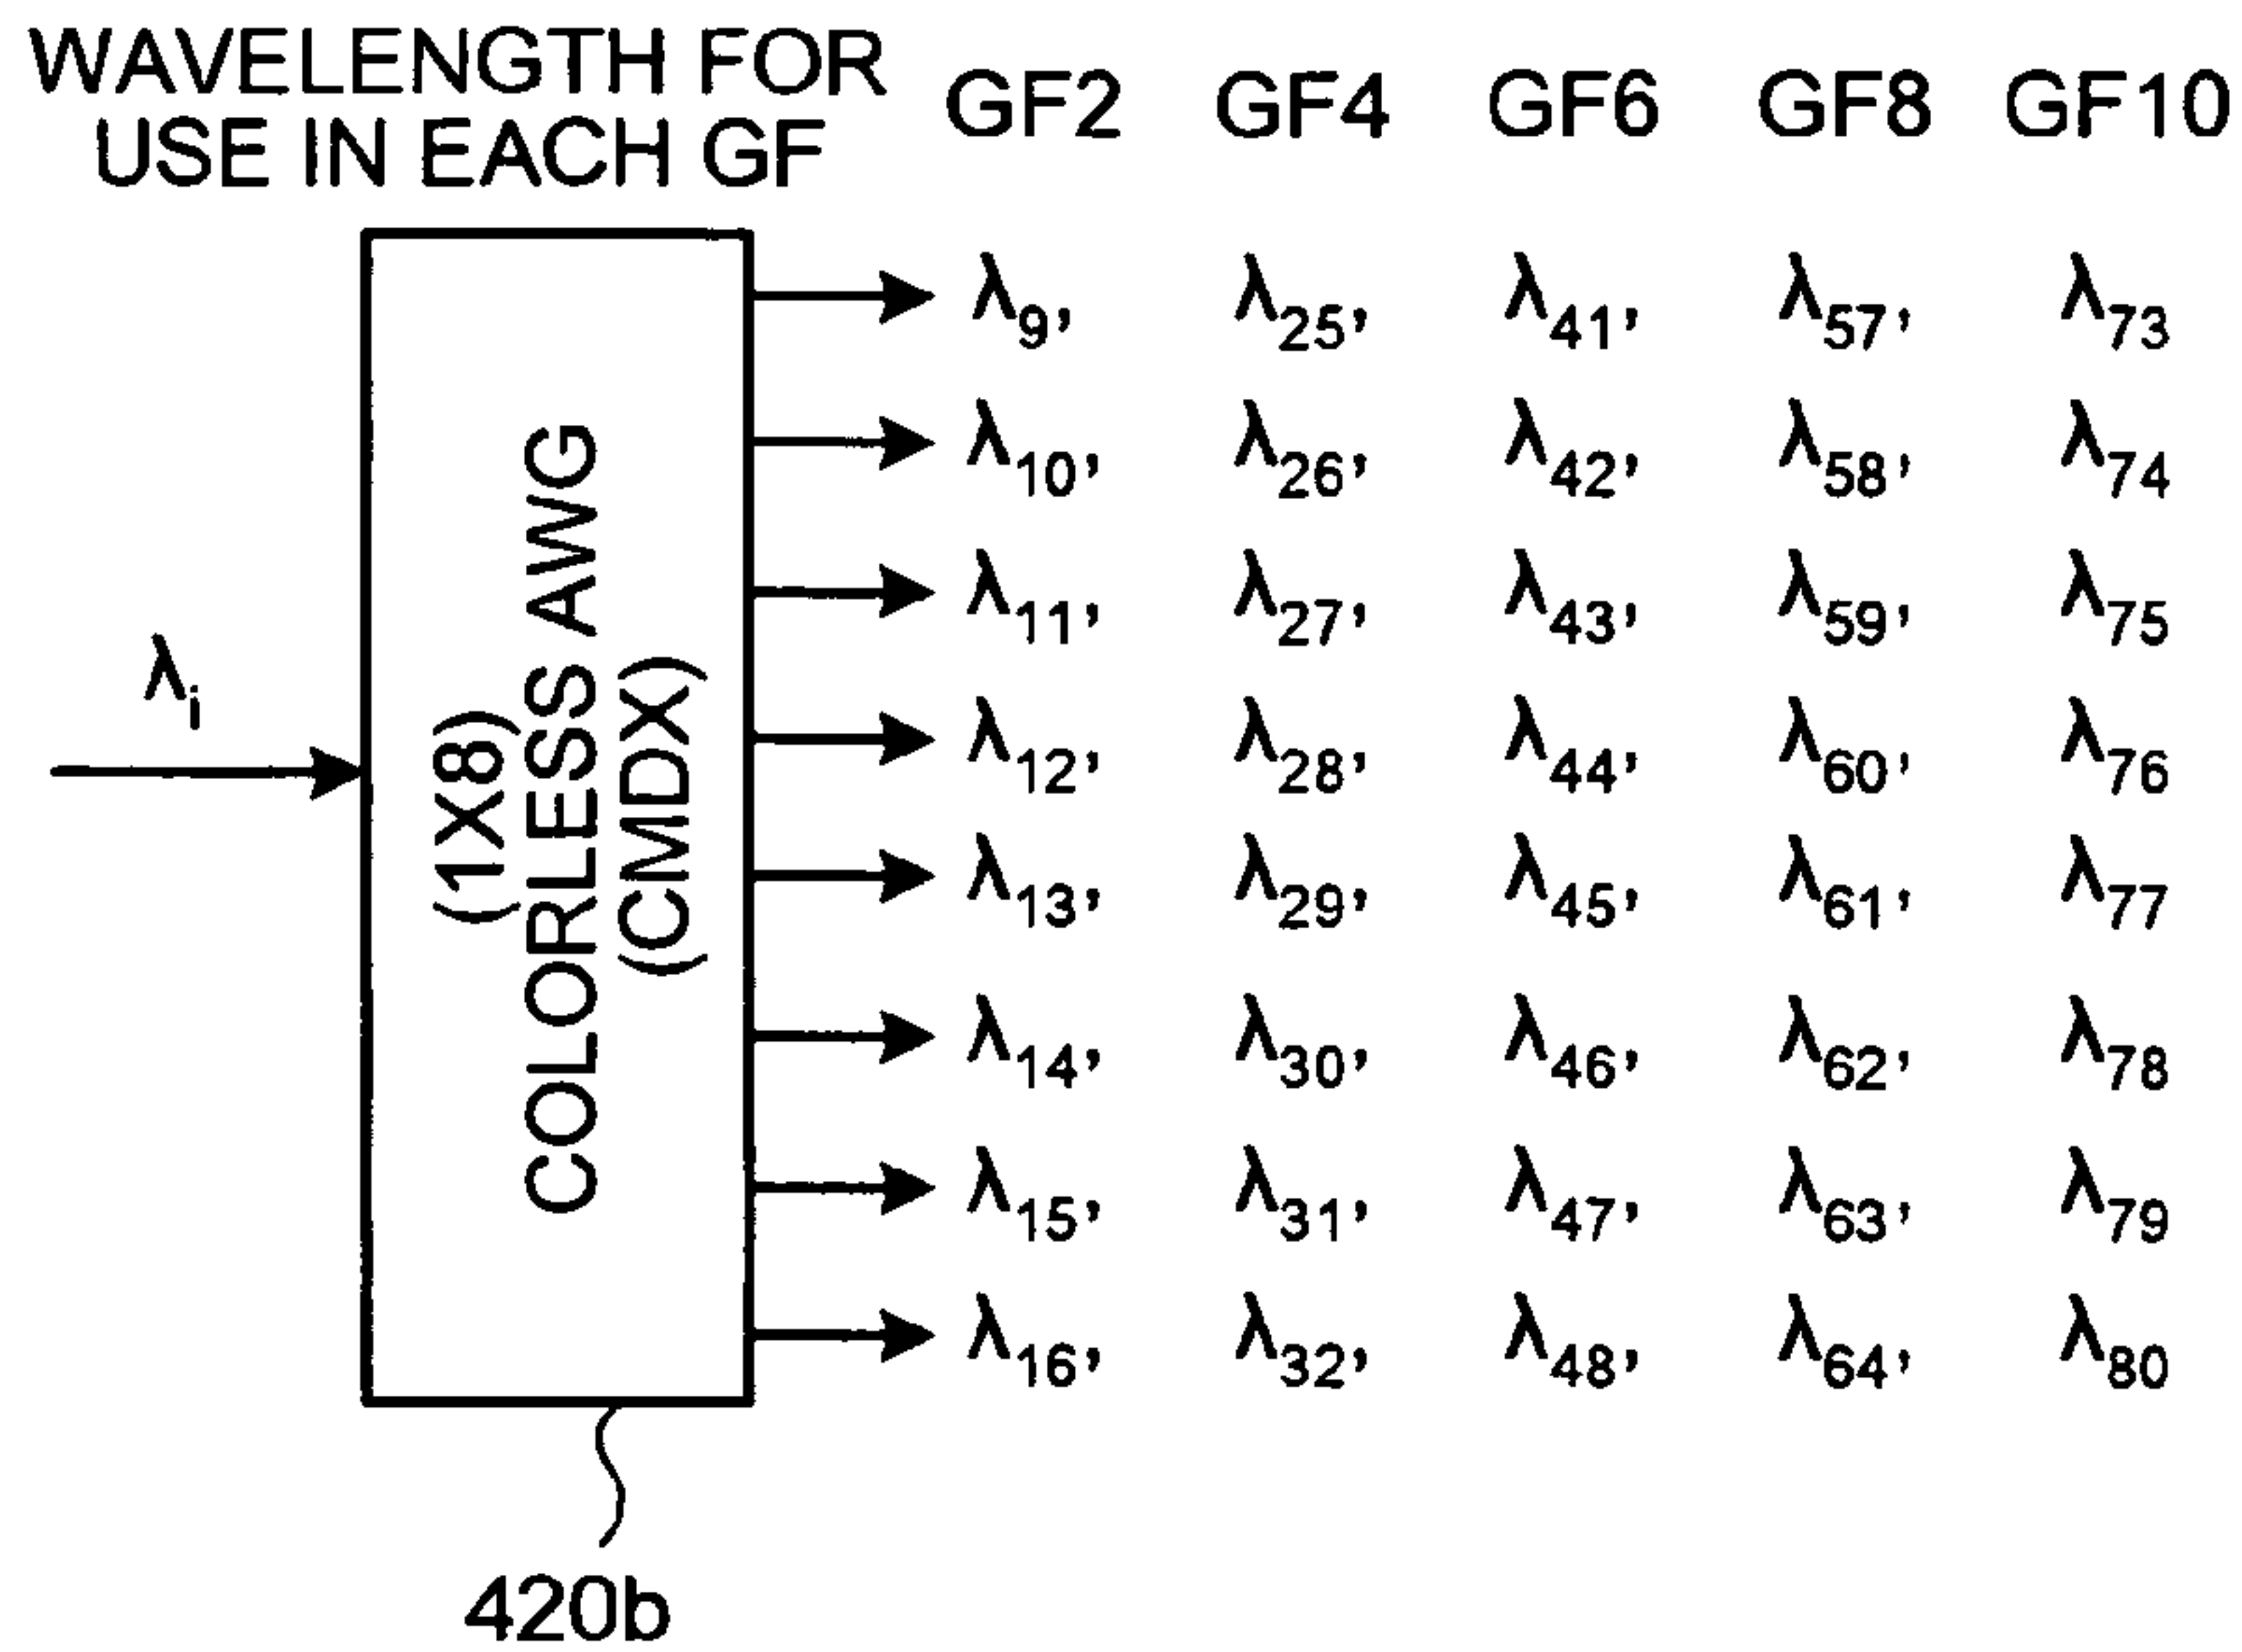 WAVELENGTH FOR
USE IN EACH GF
GF2 GF4 GF6 GF8 GF10
λi
(1X8)
COLORLESS AWG
(CMDX)
λ9, λ25, λ41, λ57, λ73
λ10, λ26, λ42, λ58, λ74
λ11, λ27, λ43, λ59, λ75
λ12, λ28, λ44, λ60, λ76
λ13, λ29, λ45, λ61, λ77
λ14, λ30, λ46, λ62, λ78
λ15, λ31, λ47, λ63, λ79
λ16, λ32, λ48, λ64, λ80
420b